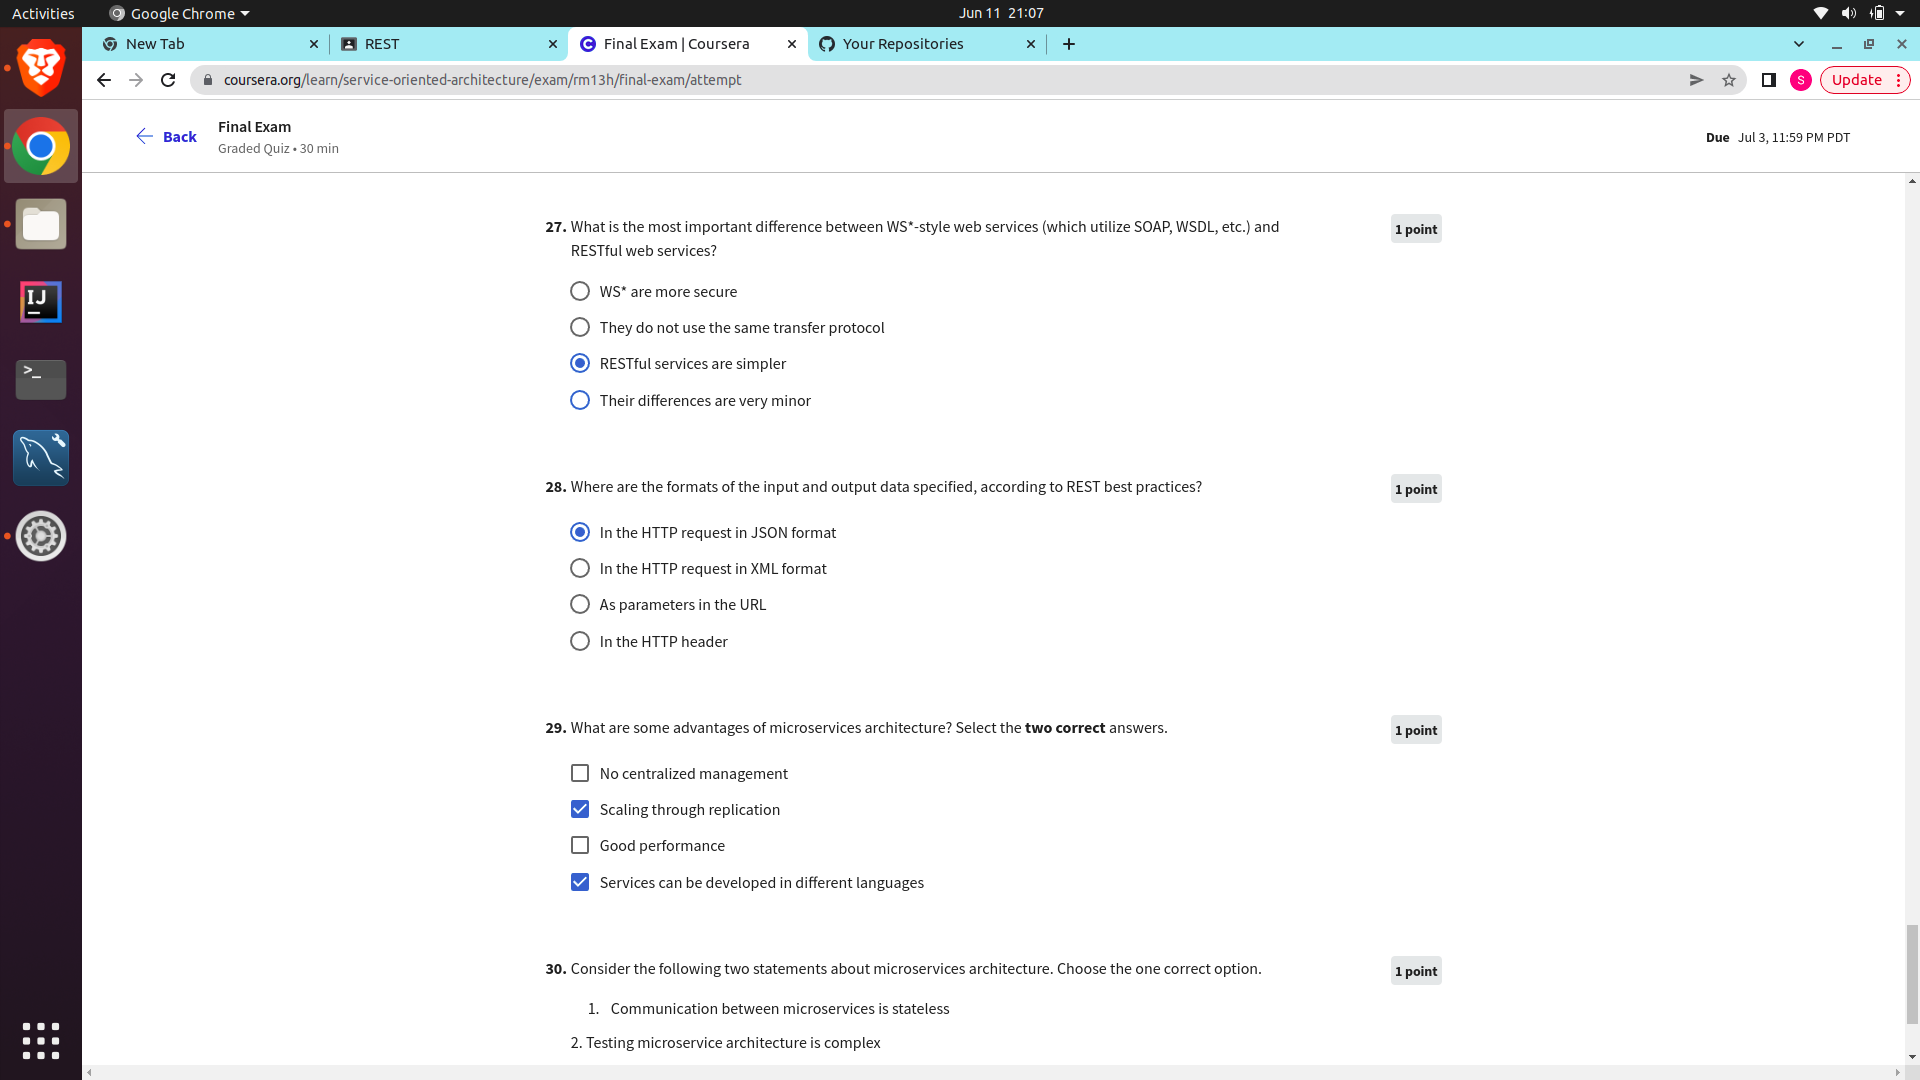 Activities
Google Chrome
Jun 11 21:07
New Tab
REST
Final Exam | Coursera
Your Repositories
coursera.org/learn/service-oriented-architecture/exam/rm13h/final-exam/attempt
S
Update
Back
Final Exam
Graded Quiz • 30 min
Due Jul 3, 11:59 PM PDT
27. What is the most important difference between WS*-style web services (which utilize SOAP, WSDL, etc.) and
RESTful web services?
1 point
WS* are more secure
They do not use the same transfer protocol
RESTful services are simpler
Their differences are very minor
28. Where are the formats of the input and output data specified, according to REST best practices?
1 point
In the HTTP request in JSON format
In the HTTP request in XML format
As parameters in the URL
In the HTTP header
29. What are some advantages of microservices architecture? Select the two correct answers.
1 point
No centralized management
Scaling through replication
Good performance
Services can be developed in different languages
30. Consider the following two statements about microservices architecture. Choose the one correct option.
1 point
1. Communication between microservices is stateless
2. Testing microservice architecture is complex
IJ
>_